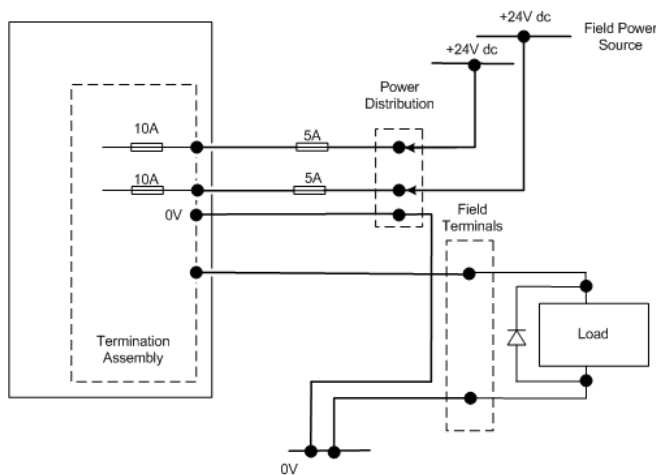 +24V dc
Field Power
Source
+24V dc
Power
Distribution
10A
5A
10A
5A
0V
Field
Terminals
Termination
Assembly
Load
0V